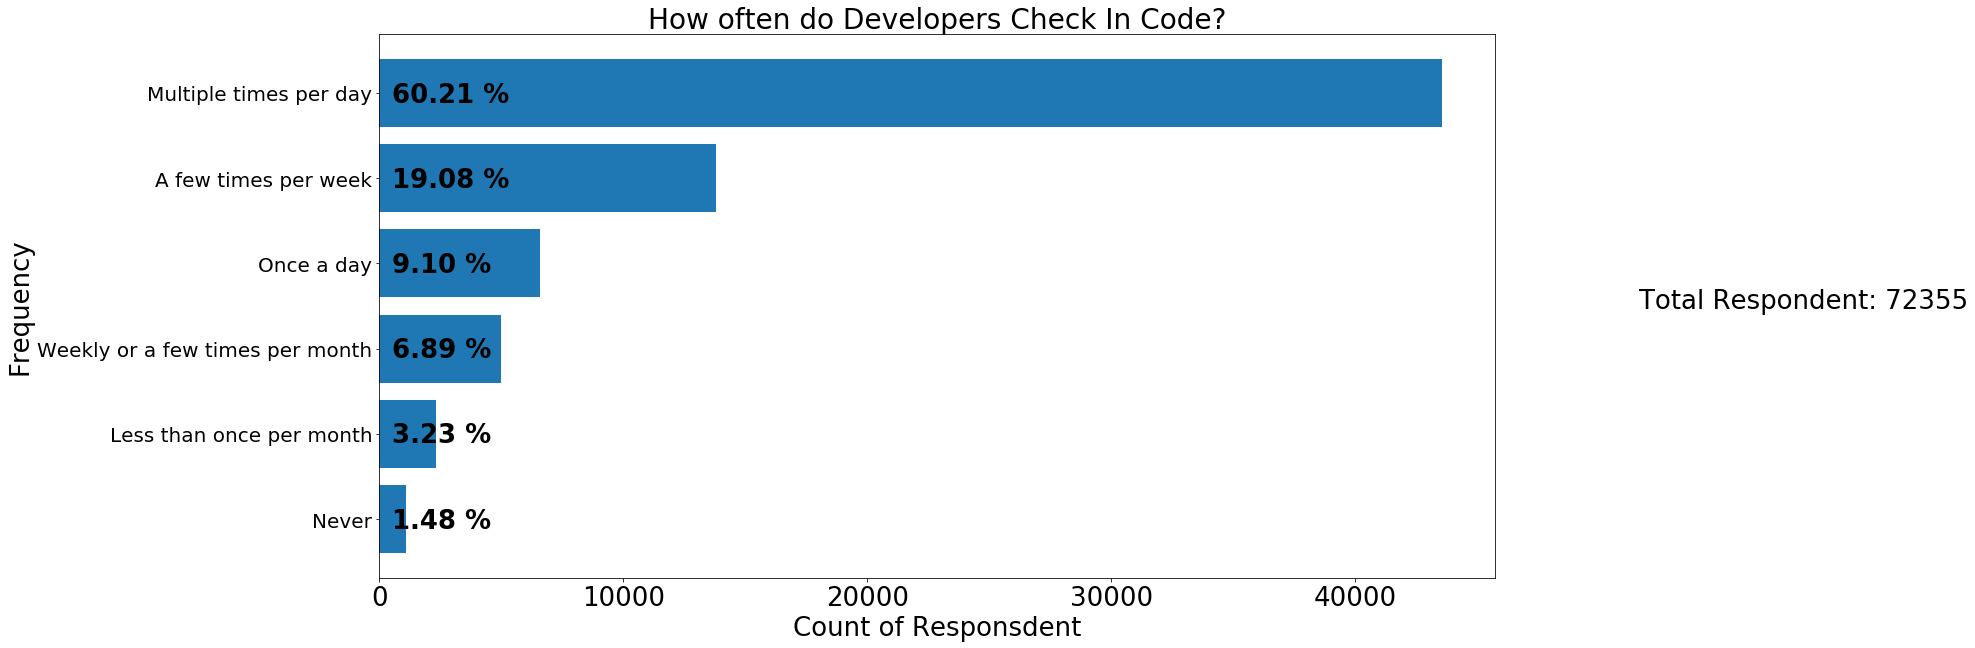 How often do Developers Check In Code?
Frequency
Multiple times per day
60.21 %
A few times per week
19.08 %
Once a day
9.10 %
Weekly or a few times per month
6.89 %
Less than once per month
3.23 %
Never
1.48 %
0 10000 20000 30000 40000
Count of Responsdent
Total Respondent: 72355